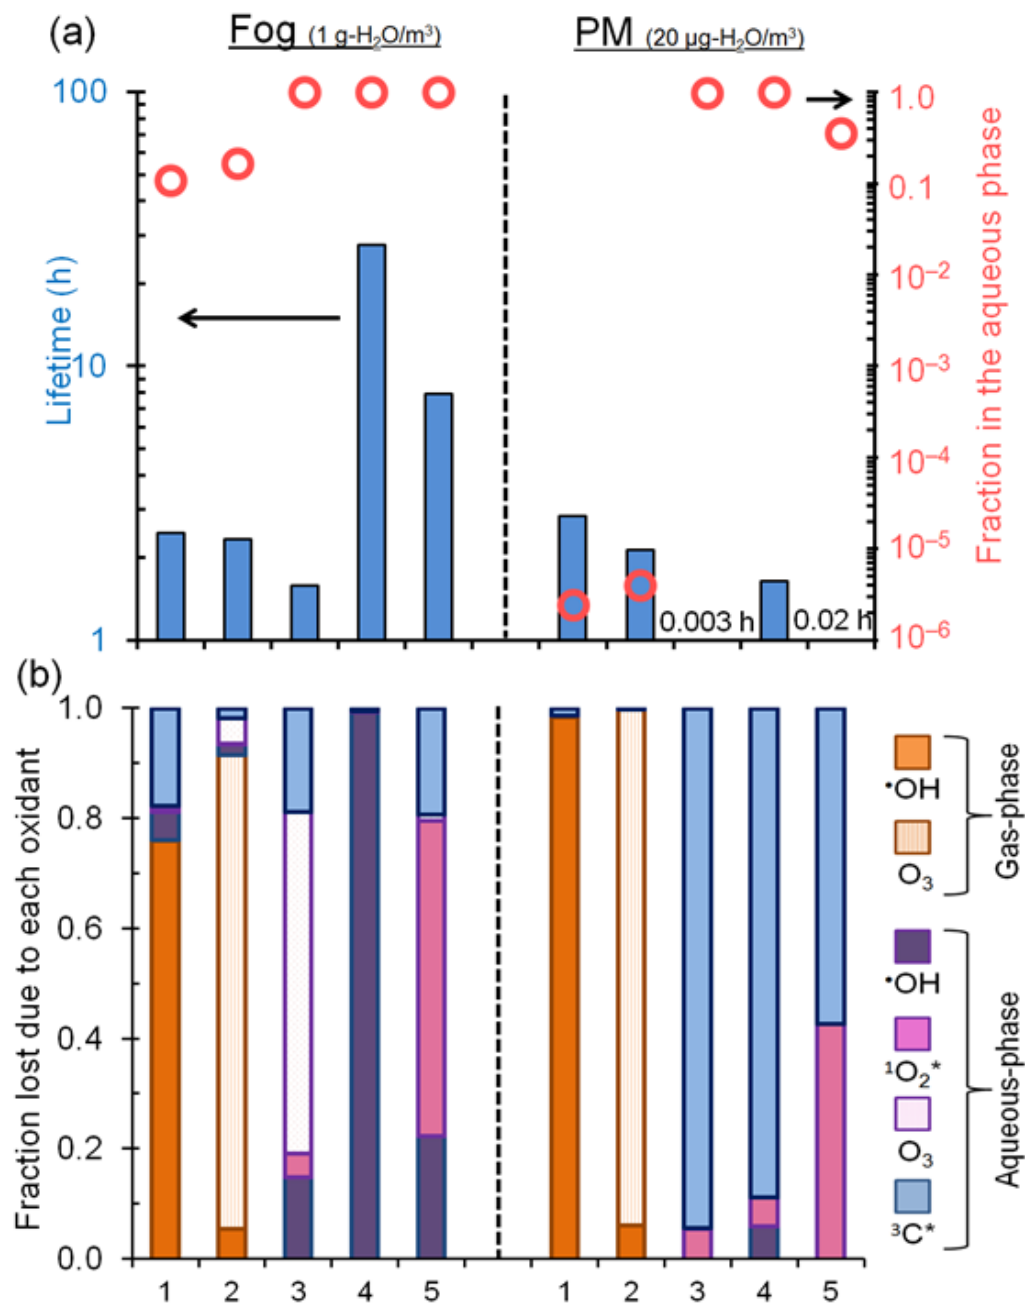 (a)
Fog (1 g-H₂O/m³)
PM (20 µg-H₂O/m³)
100
10
1
Lifetime (h)
1.0
0.1
10⁻²
10⁻³
10⁻⁴
10⁻⁵
10⁻⁶
Fraction in the aqueous phase
0.003 h
0.02 h
(b)
1.0
0.8
0.6
0.4
0.2
0.0
Fraction lost due to each oxidant
1 2 3 4 5
1 2 3 4 5
•OH
O₃
Gas-phase
•OH
¹O₂*
O₃
³C*
Aqueous-phase